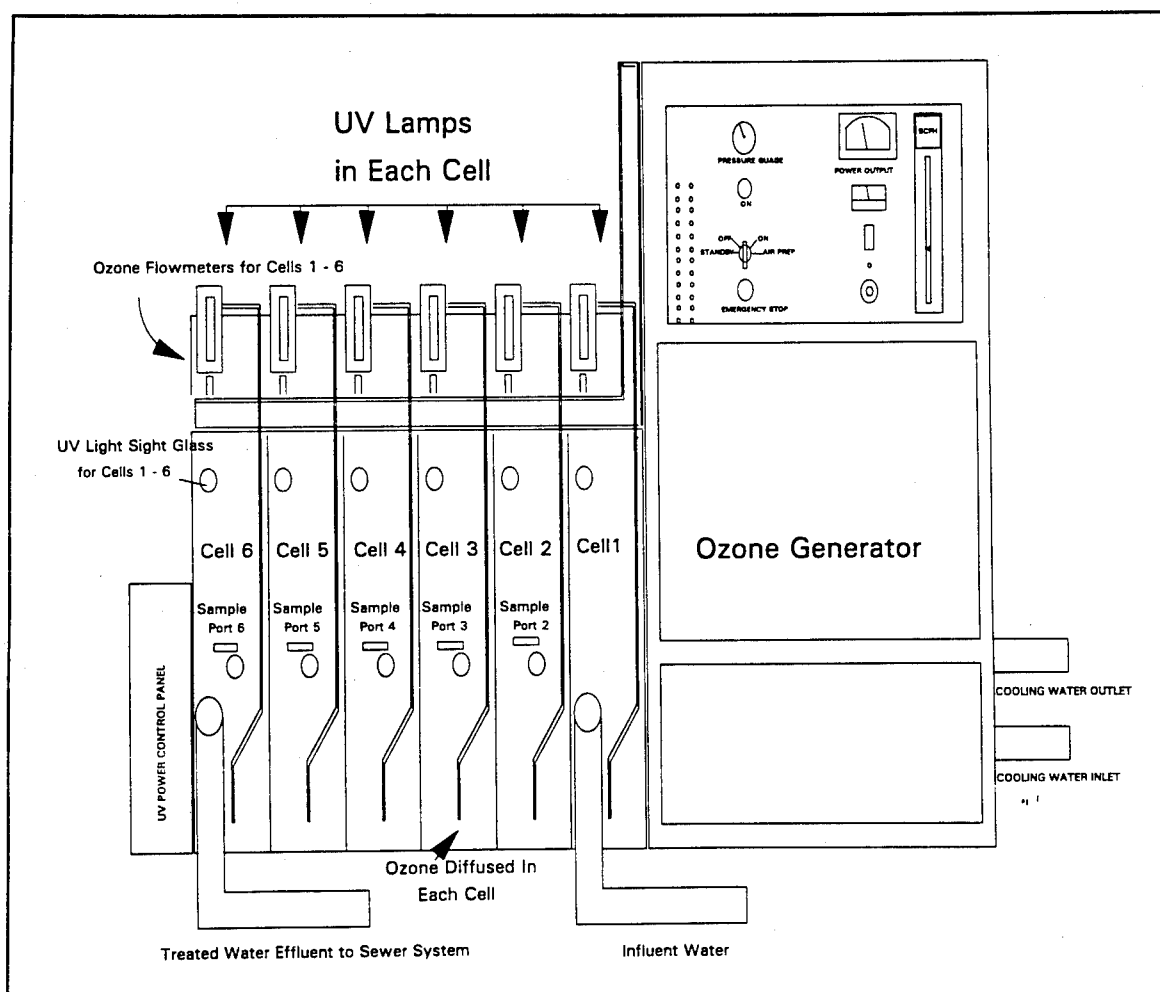 UV Lamps
in Each Cell
Ozone Flowmeters for Cells 1 - 6
UV Light Sight Glass
for Cells 1 - 6
PRESSURE GUAGE
ON
OFF
ON
STANDBY
AIR PREP
EMERGENCY STOP
POWER OUTPUT
SCFH
Cell 6
Cell 5
Cell 4
Cell 3
Cell 2
Cell1
Ozone Generator
Sample
Port 6
Sample
Port 5
Sample
Port 4
Sample
Port 3
Sample
Port 2
UV POWER CONTROL PANEL
COOLING WATER OUTLET
COOLING WATER INLET
Ozone Diffused In
Each Cell
Treated Water Effluent to Sewer System
Influent Water